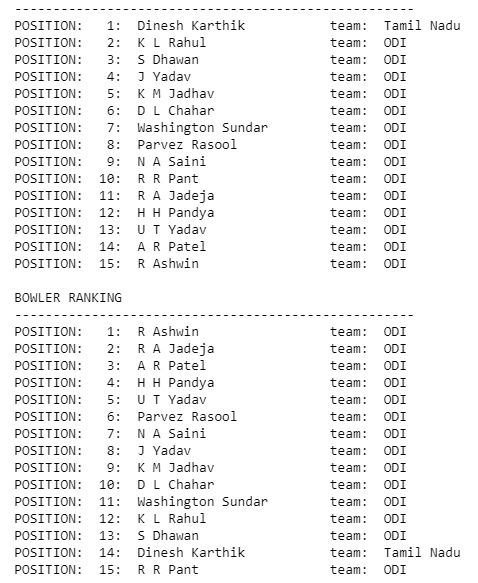 ----------------------------------------------------
POSITION:   1:  Dinesh Karthik           team:  Tamil Nadu
POSITION:   2:  K L Rahul                team:  ODI
POSITION:   3:  S Dhawan                 team:  ODI
POSITION:   4:  J Yadav                  team:  ODI
POSITION:   5:  K M Jadhav               team:  ODI
POSITION:   6:  D L Chahar               team:  ODI
POSITION:   7:  Washington Sundar        team:  ODI
POSITION:   8:  Parvez Rasool            team:  ODI
POSITION:   9:  N A Saini                team:  ODI
POSITION:  10:  R R Pant                 team:  ODI
POSITION:  11:  R A Jadeja               team:  ODI
POSITION:  12:  H H Pandya               team:  ODI
POSITION:  13:  U T Yadav                team:  ODI
POSITION:  14:  A R Patel                team:  ODI
POSITION:  15:  R Ashwin                 team:  ODI
BOWLER RANKING
----------------------------------------------------
POSITION:   1:  R Ashwin                 team:  ODI
POSITION:   2:  R A Jadeja               team:  ODI
POSITION:   3:  A R Patel                team:  ODI
POSITION:   4:  H H Pandya               team:  ODI
POSITION:   5:  U T Yadav                team:  ODI
POSITION:   6:  Parvez Rasool            team:  ODI
POSITION:   7:  N A Saini                team:  ODI
POSITION:   8:  J Yadav                  team:  ODI
POSITION:   9:  K M Jadhav               team:  ODI
POSITION:  10:  D L Chahar               team:  ODI
POSITION:  11:  Washington Sundar        team:  ODI
POSITION:  12:  K L Rahul                team:  ODI
POSITION:  13:  S Dhawan                 team:  ODI
POSITION:  14:  Dinesh Karthik           team:  Tamil Nadu
POSITION:  15:  R R Pant                 team:  ODI